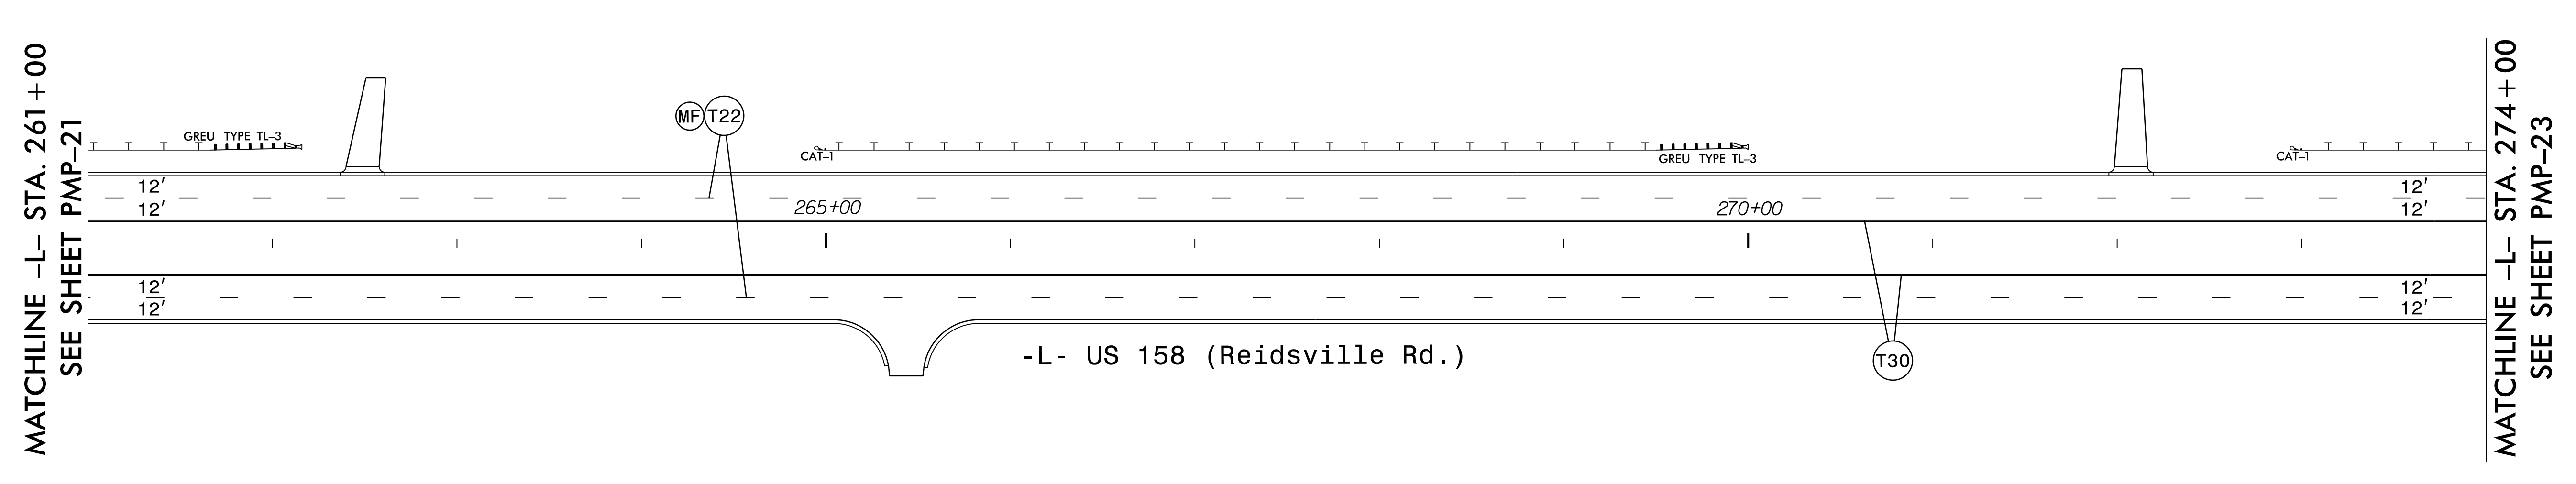 MATCHLINE –L– STA. 261+00
SEE SHEET PMP–21
GREU TYPE TL–3
MF T22
CAT–1
GREU TYPE TL–3
CAT–1
12'
12'
265+00
270+00
12'
12'
12'
12'
12'
12'
-L- US 158 (Reidsville Rd.)
T30
MATCHLINE –L– STA. 274+00
SEE SHEET PMP–23